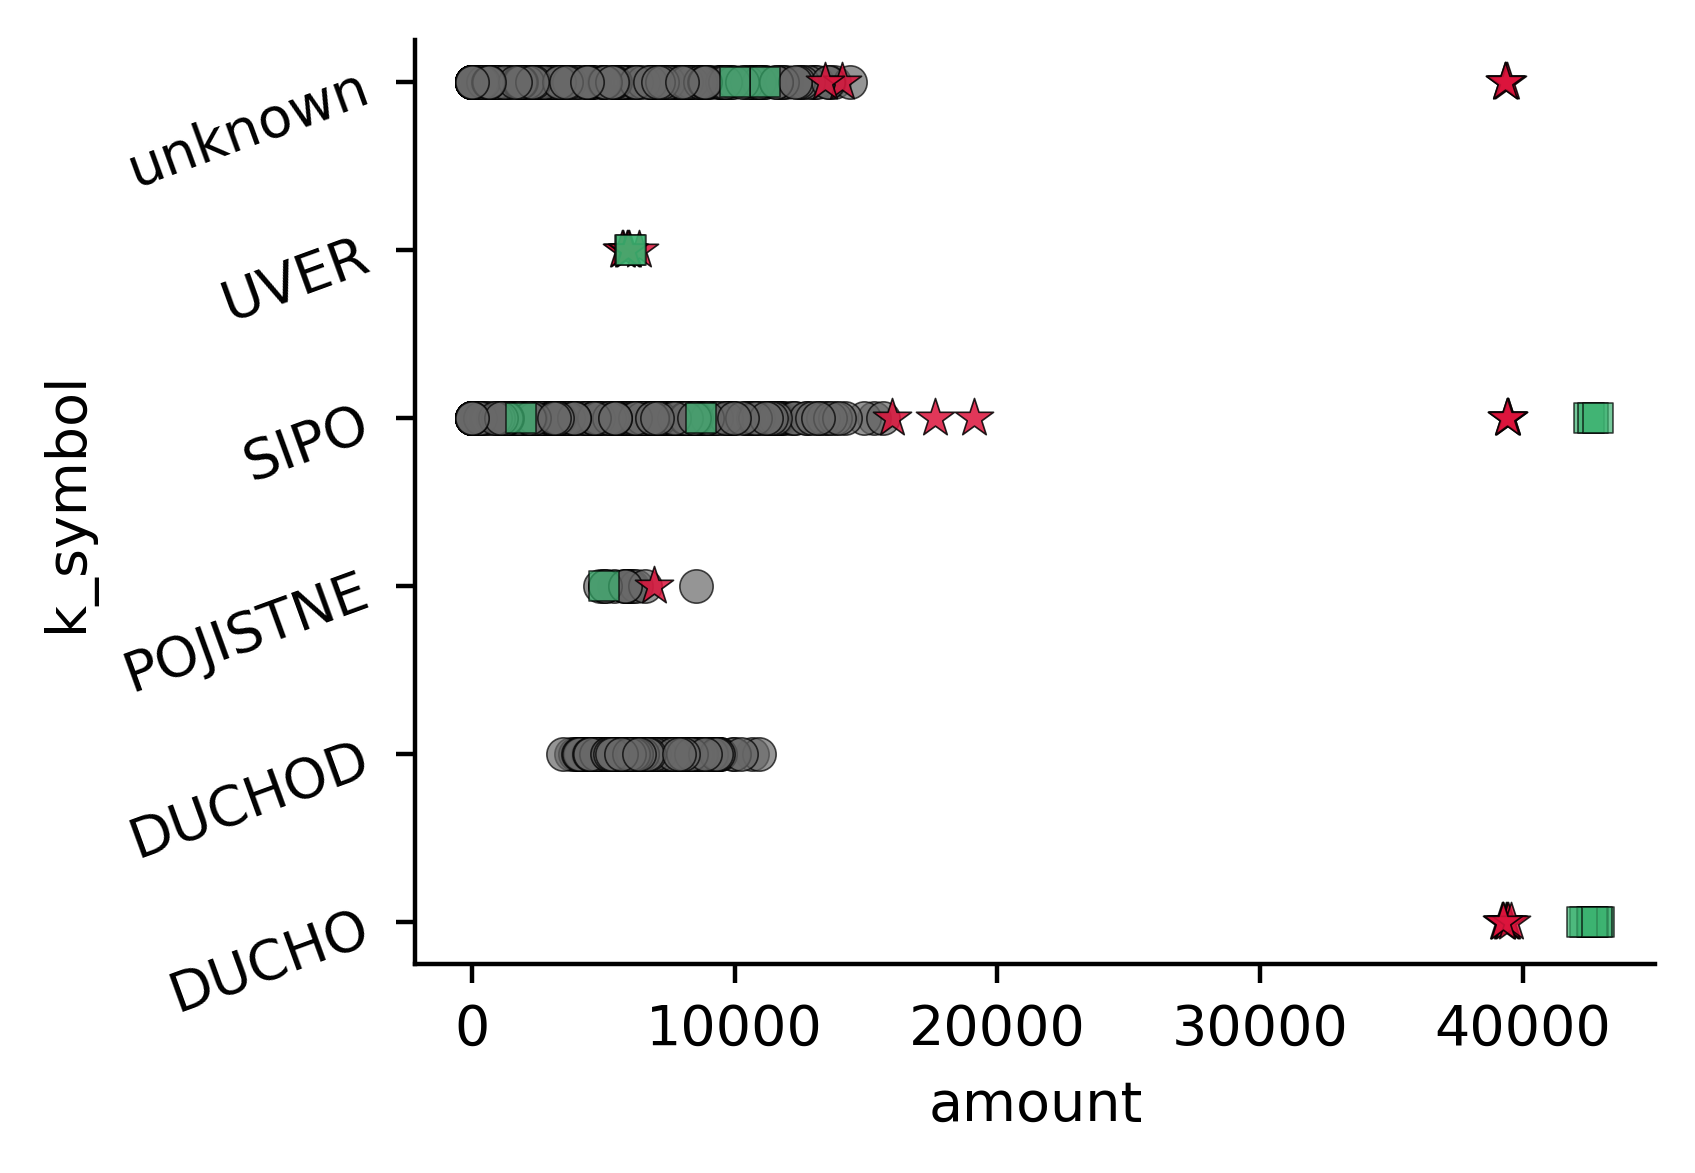 unknown
UVER
SIPO
POJISTNE
DUCHOD
DUCHO
k_symbol
0 10000 20000 30000 40000
amount